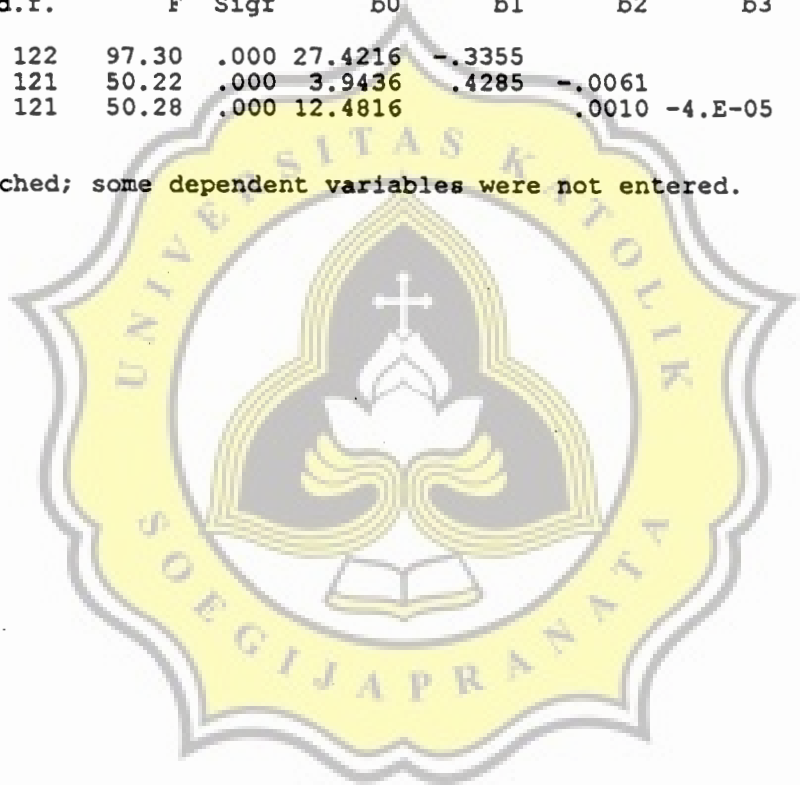 d.f. F Sigf b0 b1 b2 b3
122 97.30 .000 27.4216 -.3355
121 50.22 .000 3.9436 .4285 -.0061
121 50.28 .000 12.4816 .0010 -4.E-05
ched; some dependent variables were not entered.
UNIVERSITAS KATOLIK
SOEGIJAPRANATA